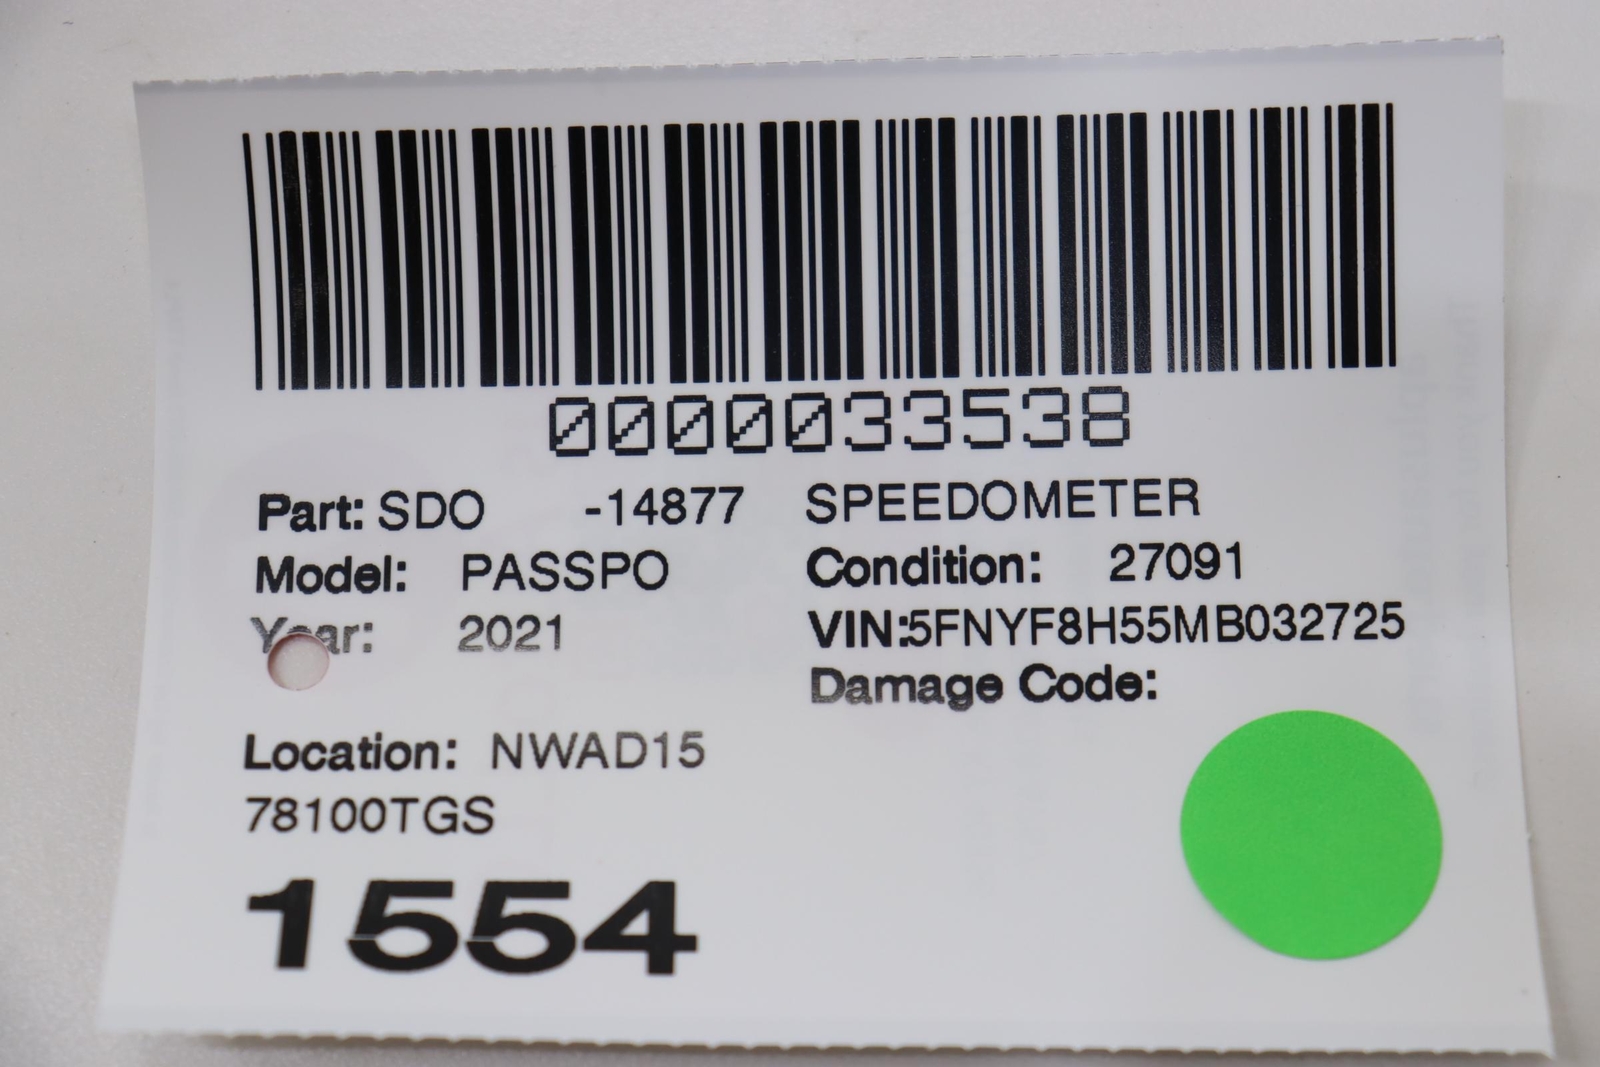 0000033538
Part: SDO -14877 SPEEDOMETER
Model: PASSPO Condition: 27091
Year: 2021 VIN:5FNYF8H55MB032725
Damage Code:
Location: NWAD15
78100TGS
1554